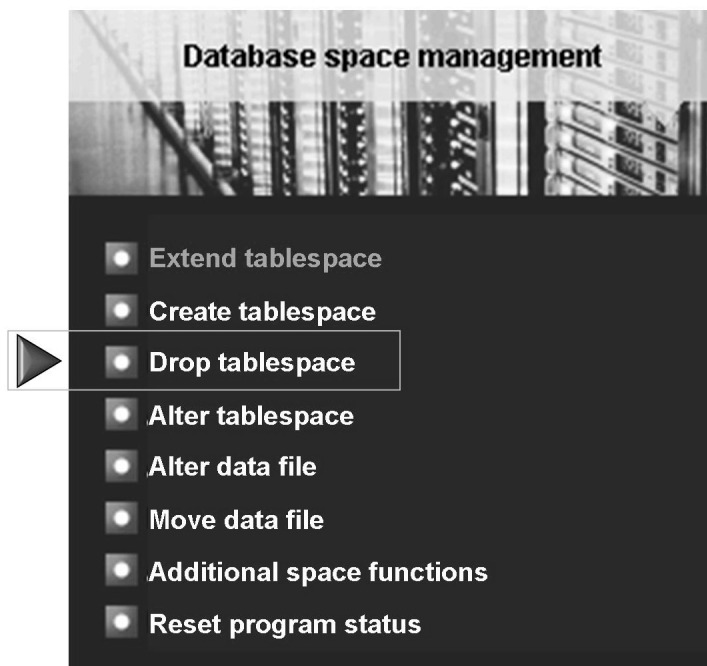 Database space management
Extend tablespace
Create tablespace
Drop tablespace
Alter tablespace
Alter data file
Move data file
Additional space functions
Reset program status